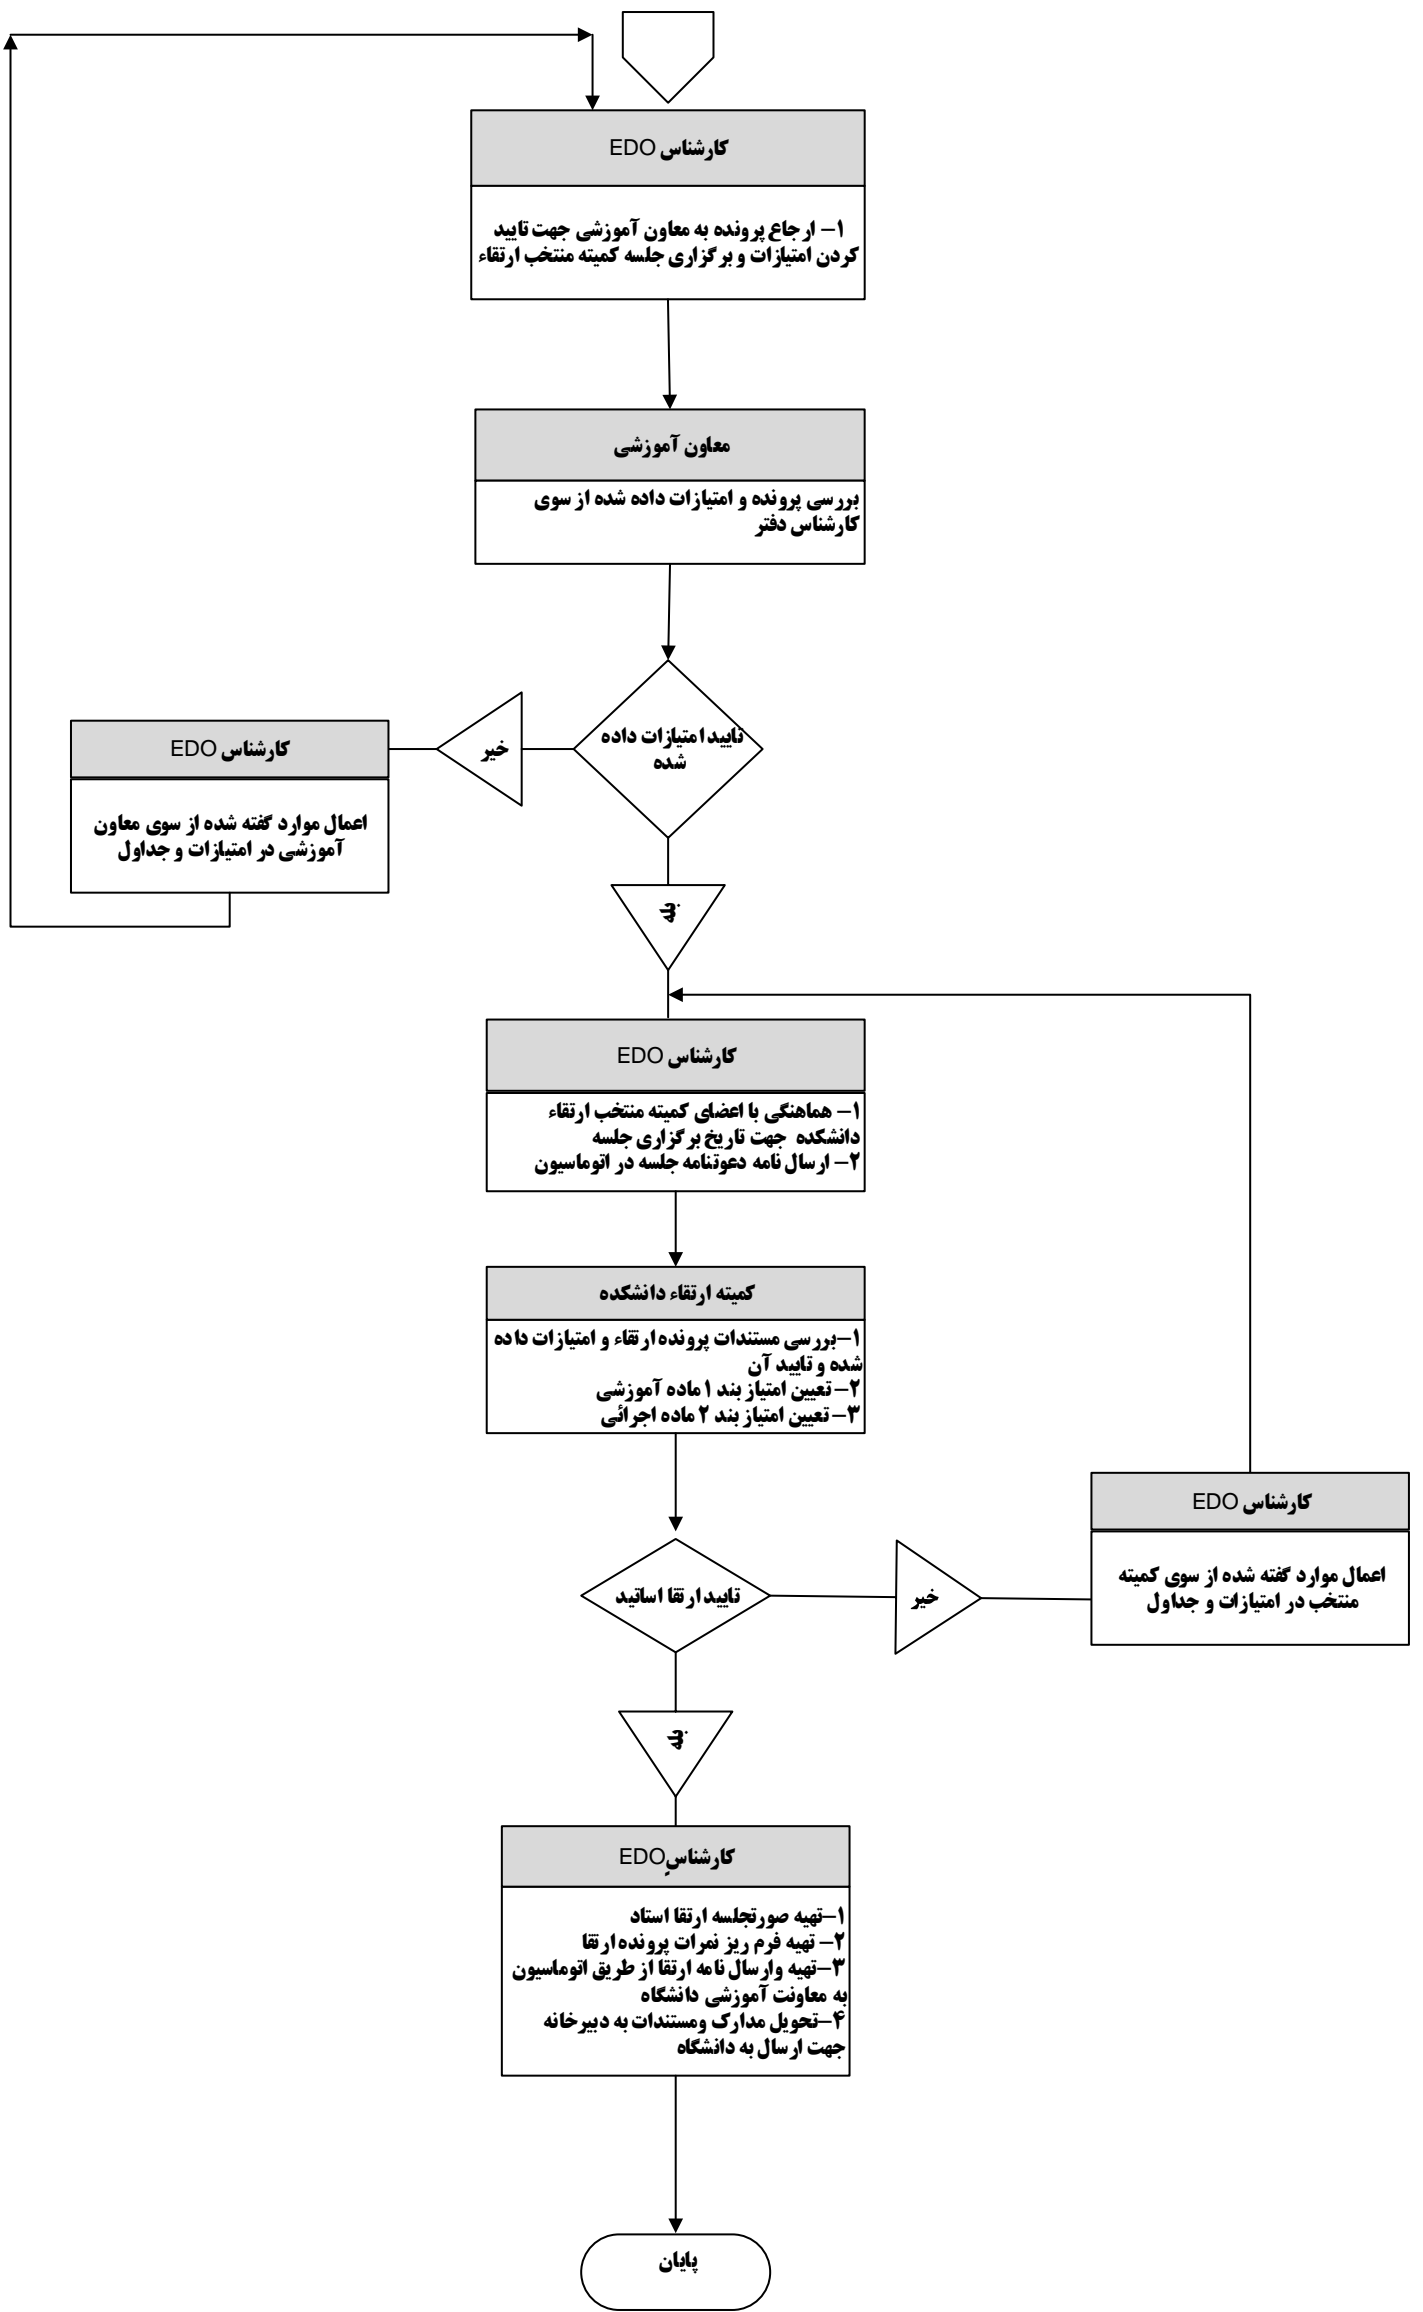 کارشناس EDO
۱– ارجاع پرونده به معاون آموزشی جهت تایید
کردن امتیازات و برگزاری جلسه کمیته منتخب ارتقاء
معاون آموزشی
بررسی پرونده و امتیازات داده شده از سوی
کارشناس دفتر
تایید امتیازات داده
شده
خیر
کارشناس EDO
اعمال موارد گفته شده از سوی معاون
آموزشی در امتیازات و جداول
بله
کارشناس EDO
۱– هماهنگی با اعضای کمیته منتخب ارتقاء
دانشکده جهت تاریخ برگزاری جلسه
۲– ارسال نامه دعوتنامه جلسه در اتوماسیون
کمیته ارتقاء دانشکده
۱–بررسی مستندات پرونده ارتقاء و امتیازات داده
شده و تایید آن
۲– تعیین امتیاز بند ۱ ماده آموزشی
۳– تعیین امتیاز بند ۲ ماده اجرائی
تایید ارتقا اساتید
خیر
کارشناس EDO
اعمال موارد گفته شده از سوی کمیته
منتخب در امتیازات و جداول
بله
کارشناسِ EDO
۱–تهیه صورتجلسه ارتقا استاد
۲– تهیه فرم ریز نمرات پرونده ارتقا
۳–تهیه وارسال نامه ارتقا از طریق اتوماسیون
به معاونت آموزشی دانشگاه
۴–تحویل مدارک ومستندات به دبیرخانه
جهت ارسال به دانشگاه
پایان